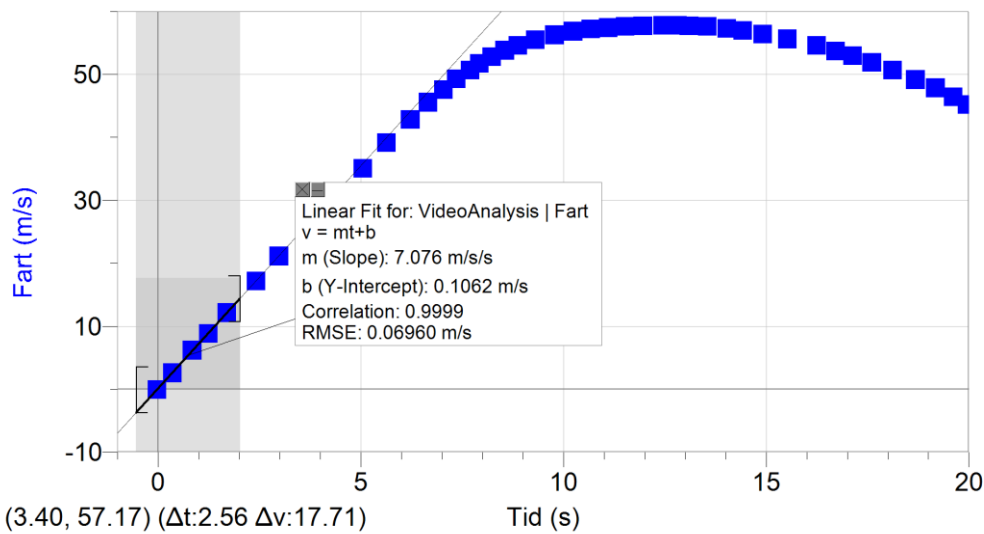 Fart (m/s)
50
30
10
-10
Linear Fit for: VideoAnalysis | Fart
v = mt+b
m (Slope): 7.076 m/s/s
b (Y-Intercept): 0.1062 m/s
Correlation: 0.9999
RMSE: 0.06960 m/s
0 5 10 15 20
(3.40, 57.17) (Δt:2.56 Δv:17.71) Tid (s)